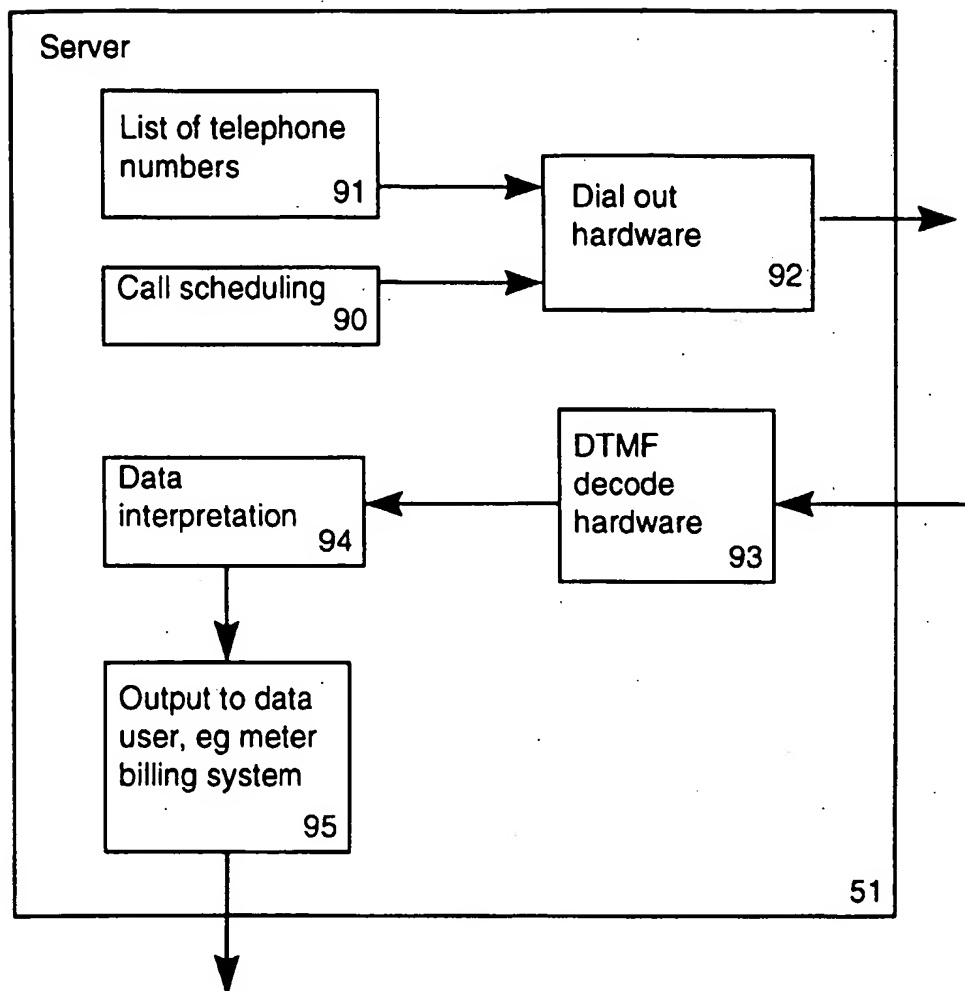 Server
List of telephone
numbers
91
Dial out
hardware
92
Call scheduling
90
DTMF
decode
hardware
93
Data
interpretation
94
Output to data
user, eg meter
billing system
95
51